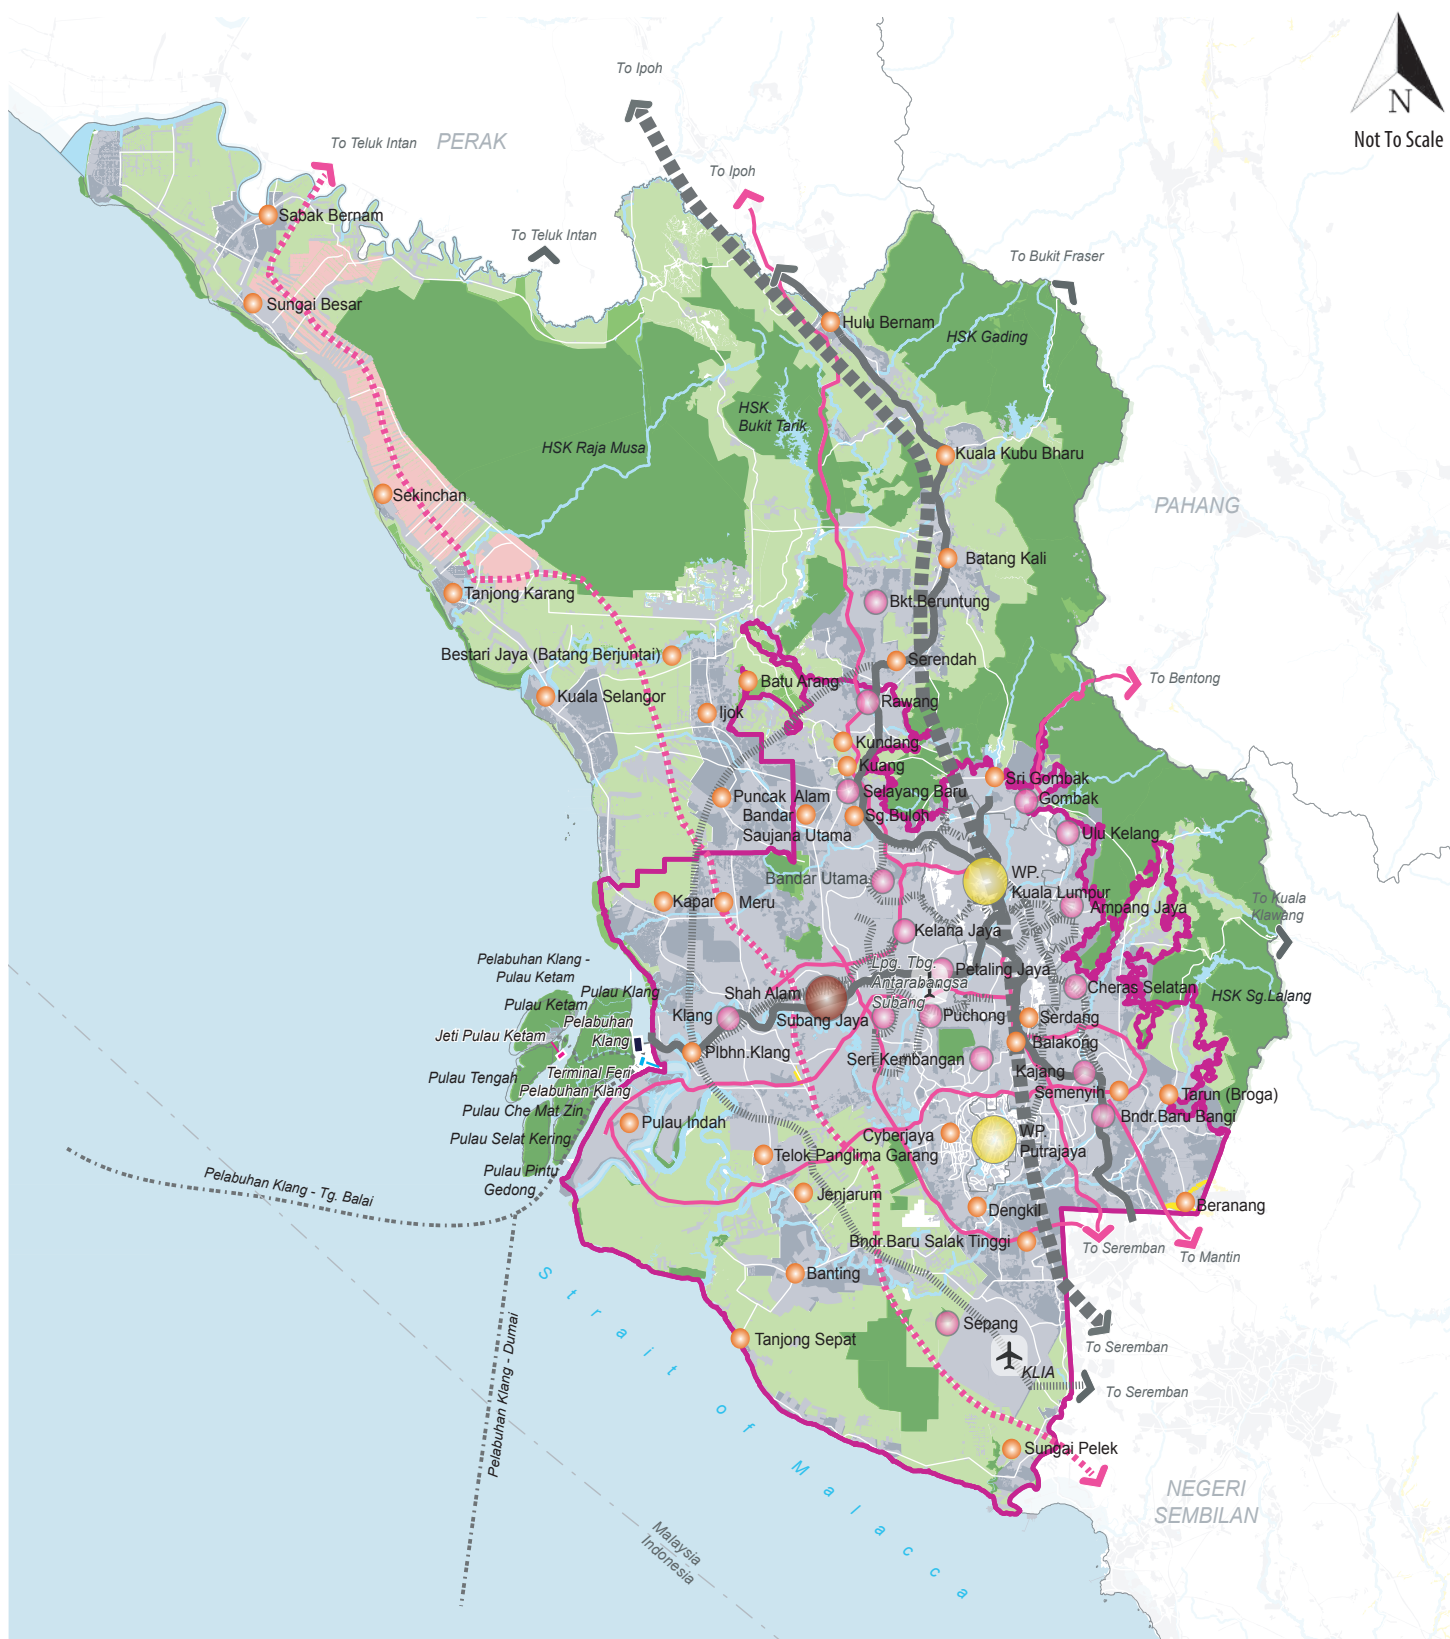 To Ipoh
N
Not To Scale
To Teluk Intan
PERAK
To Ipoh
Sabak Bernam
To Teluk Intan
To Bukit Fraser
Sungai Besar
Hulu Bernam
HSK Gading
HSK
Bukit Tarik
HSK Raja Musa
Kuala Kubu Bharu
Sekinchan
PAHANG
Batang Kali
Tanjong Karang
Bkt.Beruntung
Bestari Jaya (Batang Berjuntai)
Serendah
Batu Arang
To Bentong
Kuala Selangor
Rawang
Ijok
Kundang
Kuang
Sri Gombak
Puncak Alam
Selayang Baru
Gombak
Bandar
Saujana Utama
Sg.Buloh
Ulu Kelang
Bandar Utama
WP.
Kuala Lumpur
Kapar
Meru
Ampang Jaya
To Kuala
Klawang
Kelana Jaya
Pelabuhan Klang -
Pulau Ketam
Lpg. Tbg.
Antarabangsa
Subang
Petaling Jaya
Pulau Klang
Shah Alam
Cheras Selatan
HSK Sg.Lalang
Pulau Ketam
Klang
Subang Jaya
Puchong
Serdang
Pelabuhan
Klang
Jeti Pulau Ketam
Balakong
Plbhn.Klang
Seri Kembangan
Kajang
Pulau Tengah
Terminal Feri
Pelabuhan Klang
Semenyih
Tarun (Broga)
Pulau Che Mat Zin
Bndr.Baru Bangi
Pulau Indah
Pulau Selat Kering
Cyberjaya
WP.
Putrajaya
Telok Panglima Garang
Pulau Pintu
Gedong
Pelabuhan Klang - Tg. Balai
Jenjarum
Dengkil
Beranang
Bndr.Baru Salak Tinggi
To Seremban
To Mantin
Banting
Pelabuhan Klang - Dumai
Sepang
Tanjong Sepat
To Seremban
KLIA
To Seremban
Strait of Malacca
Sungai Pelek
NEGERI
SEMBILAN
Malaysia
Indonesia